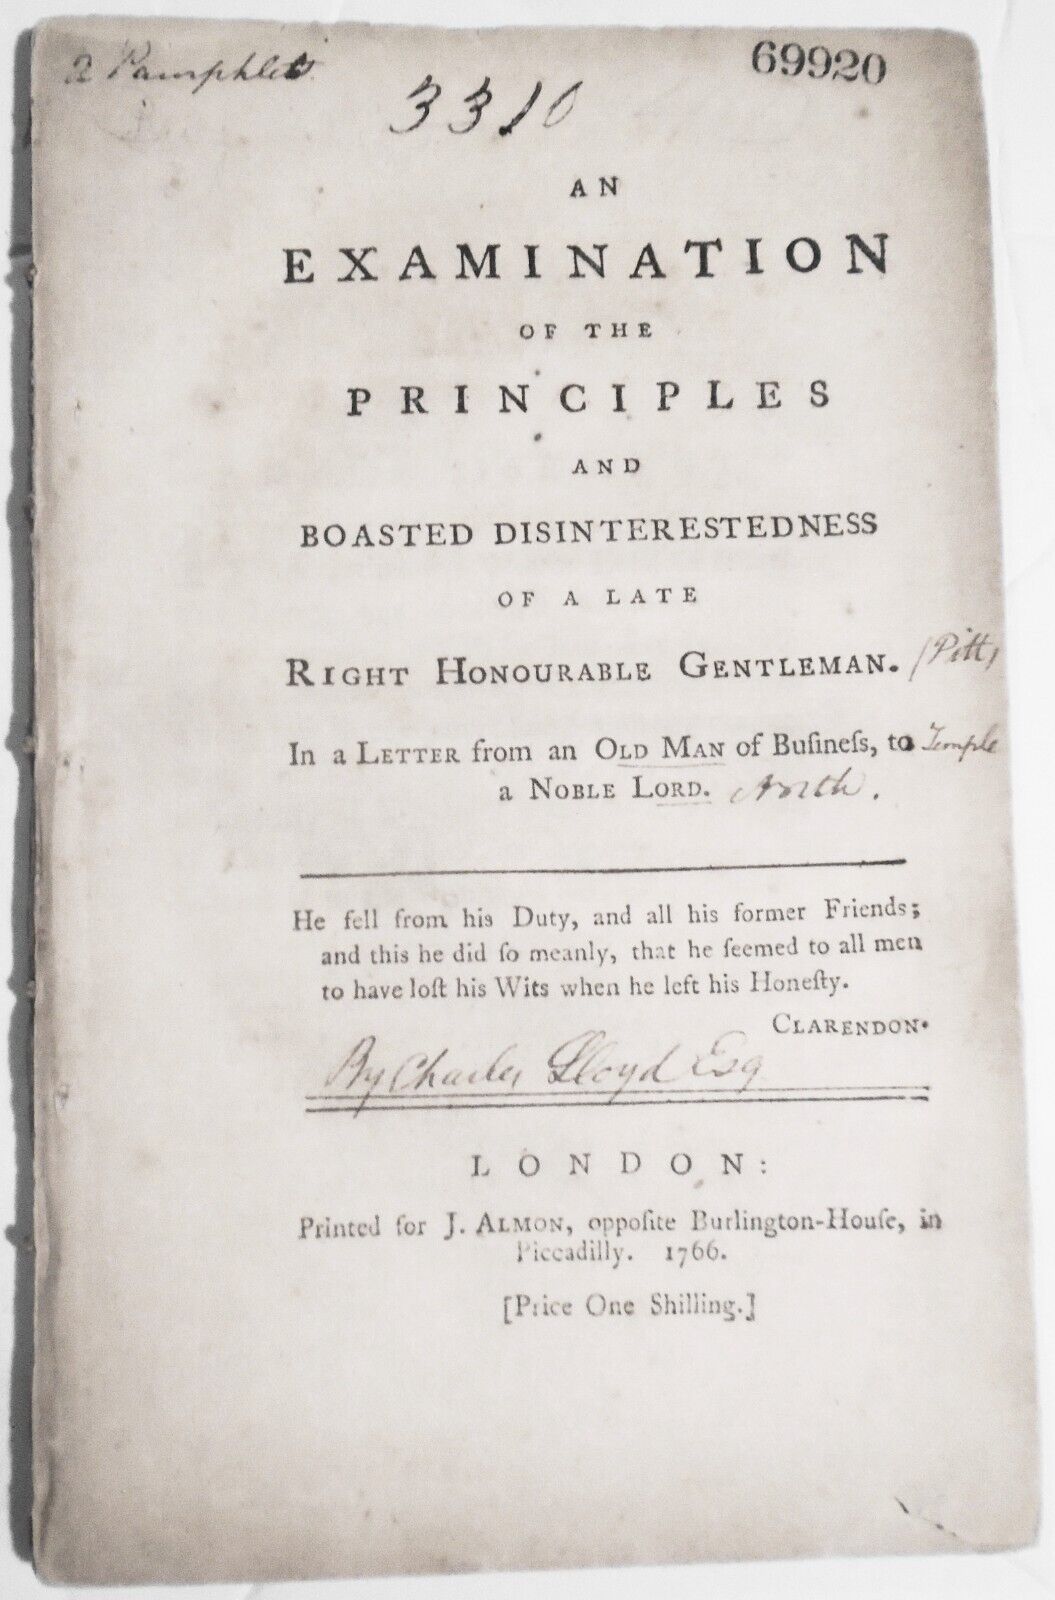 2 Pamphlets
69920
3310
AN
EXAMINATION
OF THE
PRINCIPLES
AND
BOASTED DISINTERESTEDNESS
OF A LATE
RIGHT HONOURABLE GENTLEMAN. (Pitt)
In a LETTER from an OLD MAN of Buſineſs, to Temple
a NOBLE LORD. North.
He fell from his Duty, and all his former Friends;
and this he did ſo meanly, that he ſeemed to all men
to have loſt his Wits when he left his Honeſty.
CLARENDON.
By Charles Lloyd Esq
LONDON:
Printed for J. ALMON, oppoſite Burlington-Houſe, in
Piccadilly. 1766.
[Price One Shilling.]